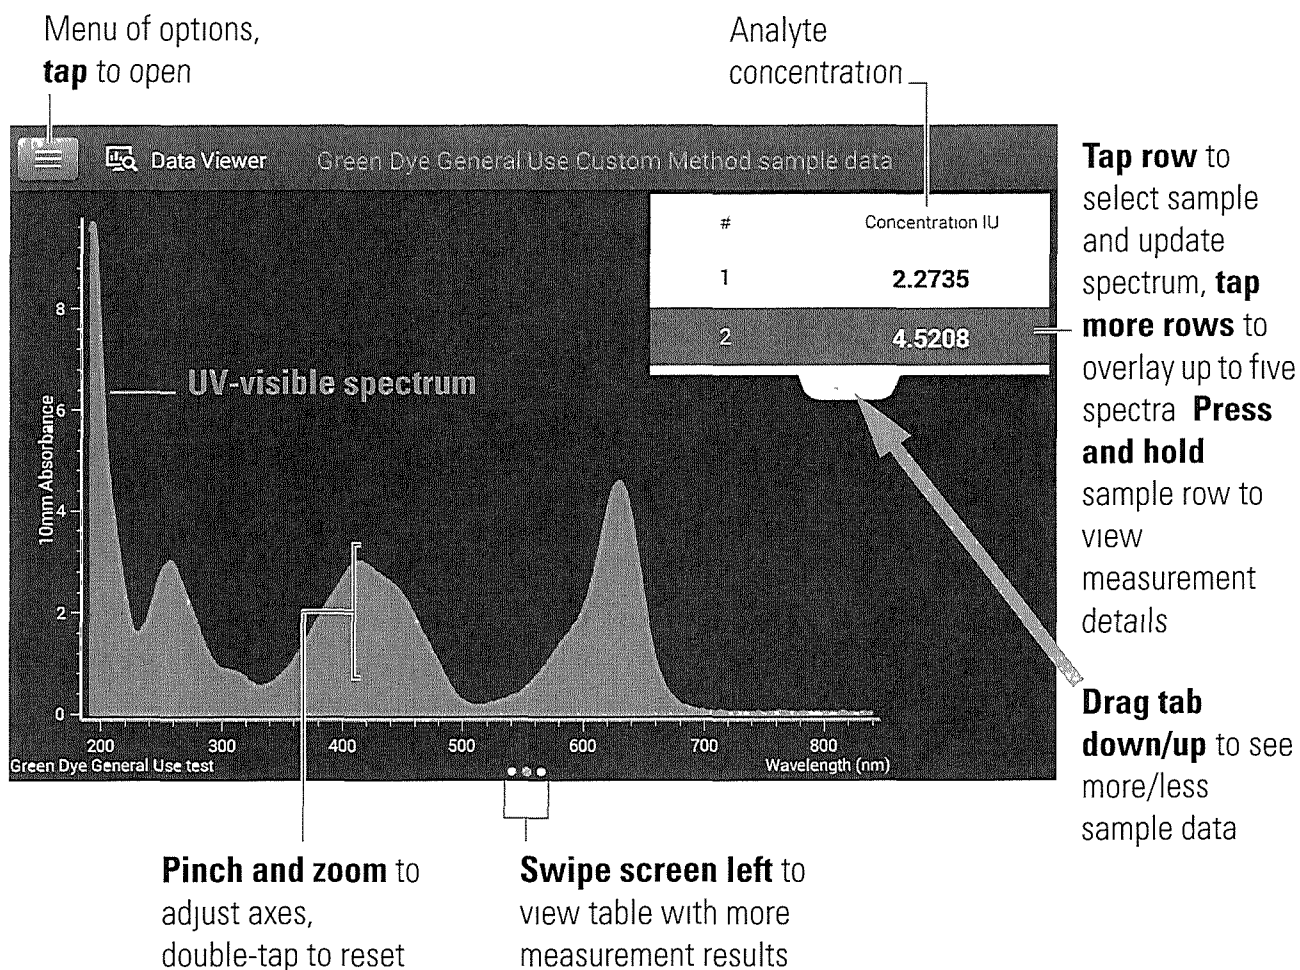 Menu of options,
tap to open
Analyte
concentration
Data Viewer
Green Dye General Use Custom Method sample data
# Concentration IU
1 2.2735
2 4.5208
Tap row to
select sample
and update
spectrum, tap
more rows to
overlay up to five
spectra Press
and hold
sample row to
view
measurement
details
UV-visible spectrum
10mm Absorbance
8
6
4
2
0
200 300 400 500 600 700 800
Green Dye General Use test
Wavelength (nm)
Drag tab
down/up to see
more/less
sample data
Pinch and zoom to
adjust axes,
double-tap to reset
Swipe screen left to
view table with more
measurement results